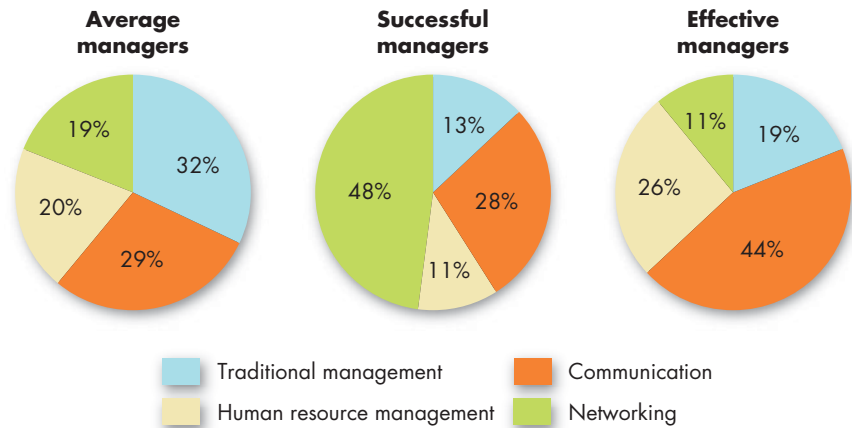 Average
managers
Successful
managers
Effective
managers
19%
32%
20%
29%
13%
48%
28%
11%
11%
19%
26%
44%
Traditional management
Communication
Human resource management
Networking